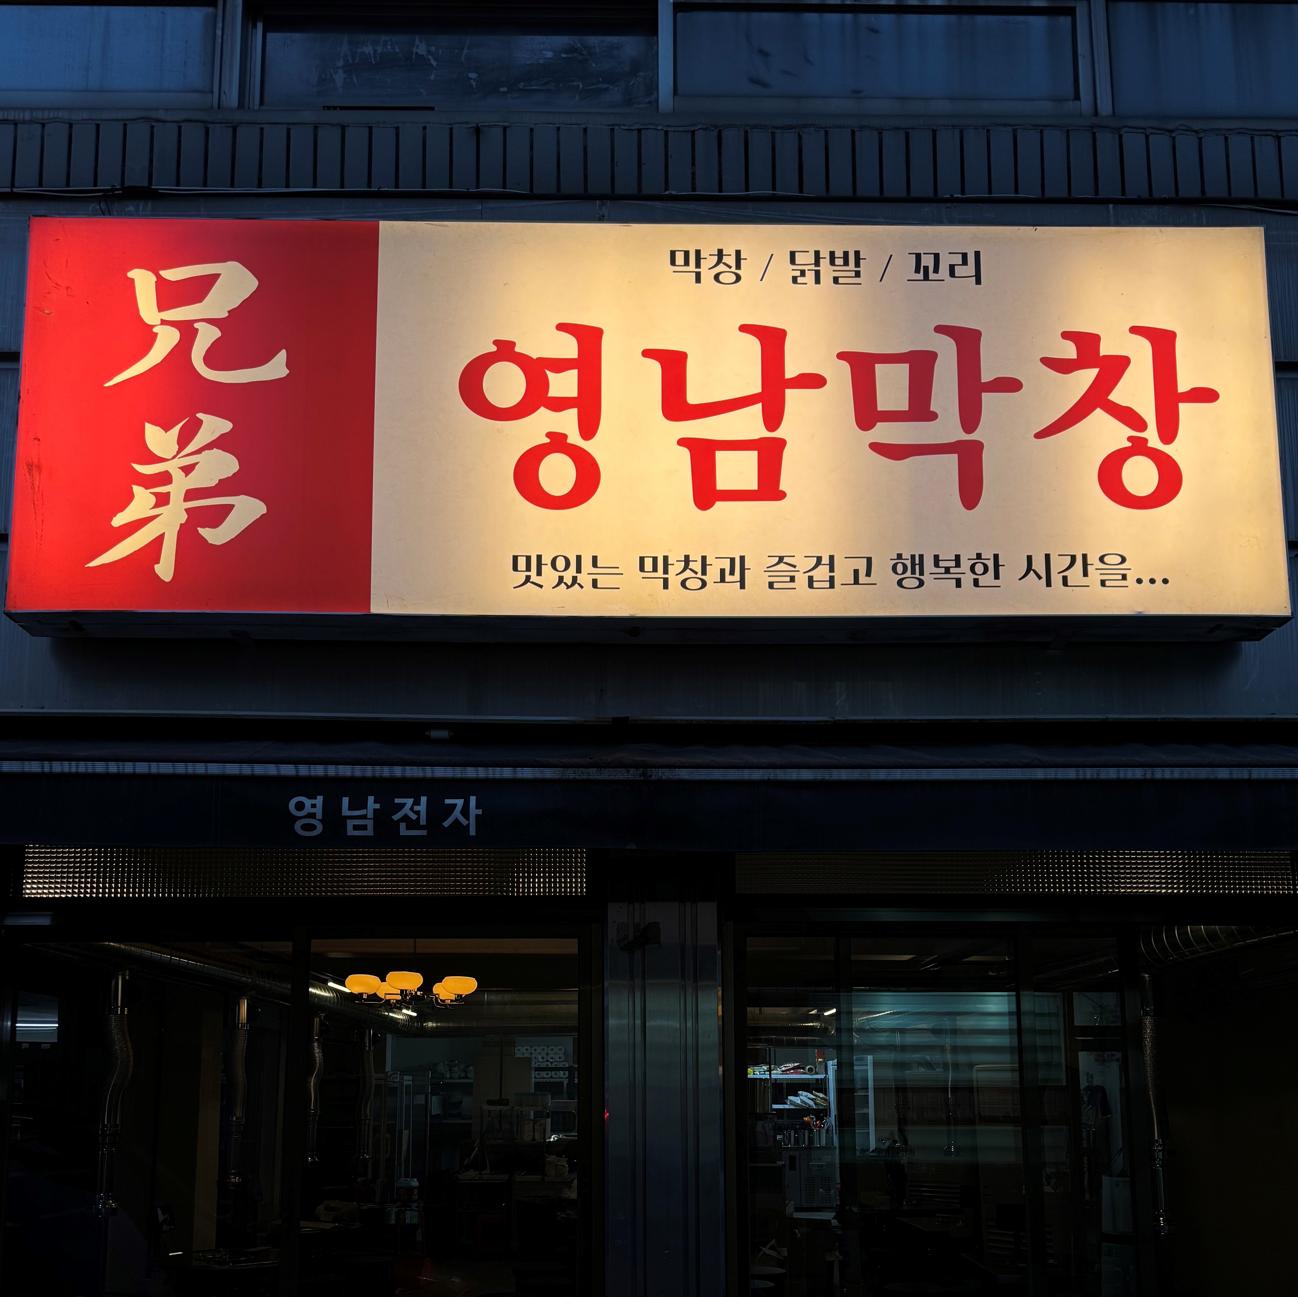 兄弟
막창 / 닭발 / 꼬리
영남막창
맛있는 막창과 즐겁고 행복한 시간을...
영남전자